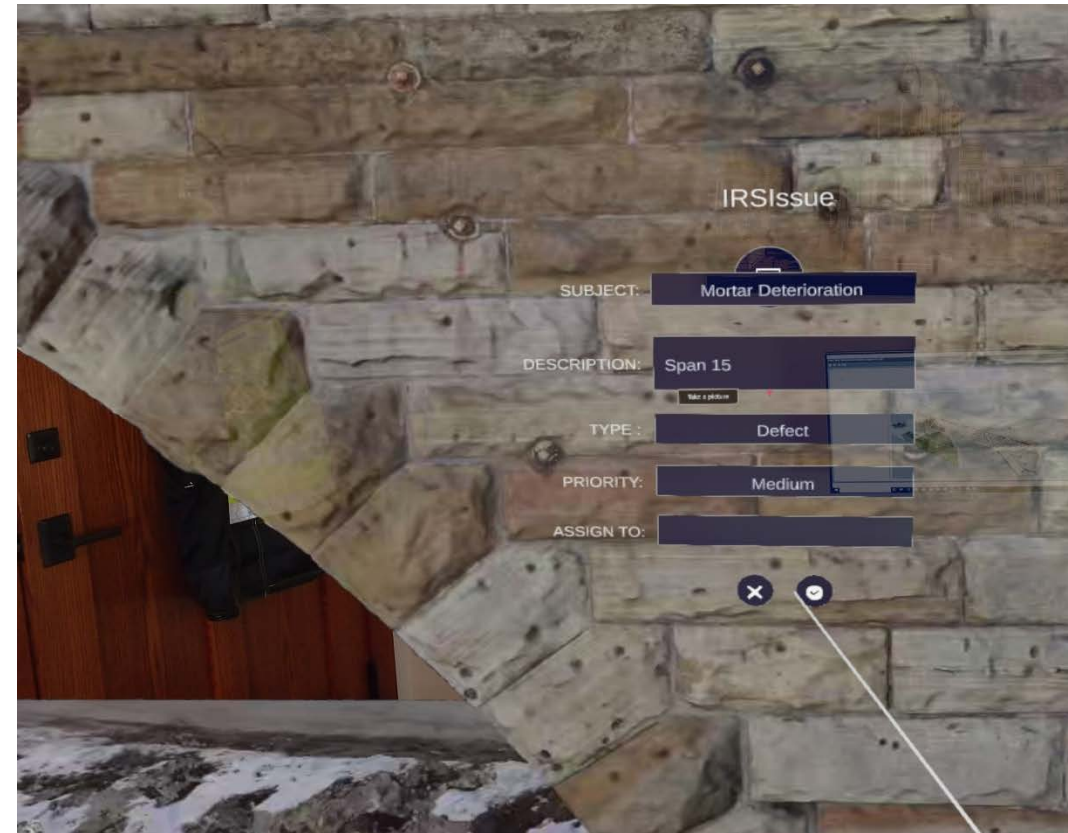 IRSIssue
SUBJECT: Mortar Deterioration
DESCRIPTION: Span 15
Take a picture
TYPE : Defect
PRIORITY: Medium
ASSIGN TO: